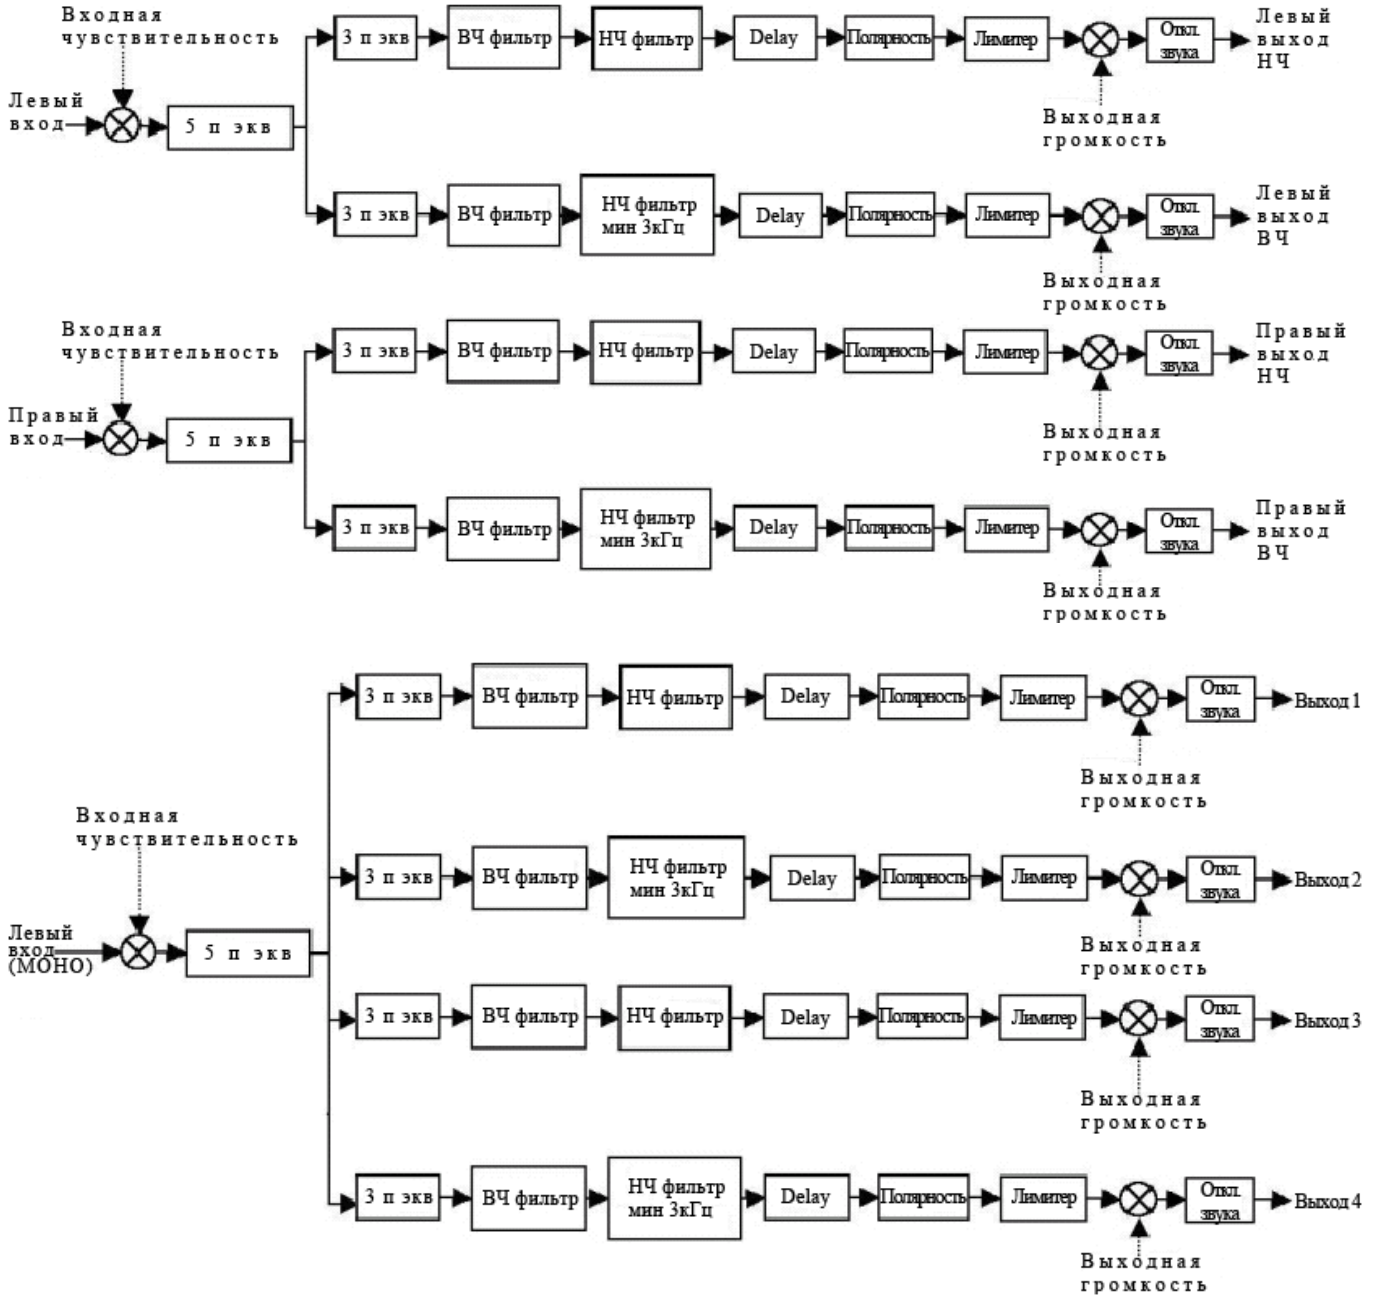 Входная
чувствительность
Левый
вход
5 п экв
3 п экв
ВЧ фильтр
НЧ фильтр
Delay
Полярность
Лимитер
Откл.
звука
Левый
выход
НЧ
Выходная
громкость
3 п экв
ВЧ фильтр
НЧ фильтр
мин 3кГц
Delay
Полярность
Лимитер
Откл.
звука
Левый
выход
ВЧ
Выходная
громкость
Входная
чувствительность
Правый
вход
5 п экв
3 п экв
ВЧ фильтр
НЧ фильтр
Delay
Полярность
Лимитер
Откл.
звука
Правый
выход
НЧ
Выходная
громкость
3 п экв
ВЧ фильтр
НЧ фильтр
мин 3кГц
Delay
Полярность
Лимитер
Откл.
звука
Правый
выход
ВЧ
Выходная
громкость
Входная
чувствительность
Левый
вход
(МОНО)
5 п экв
3 п экв
ВЧ фильтр
НЧ фильтр
Delay
Полярность
Лимитер
Откл.
звука
Выход 1
Выходная
громкость
3 п экв
ВЧ фильтр
НЧ фильтр
мин 3кГц
Delay
Полярность
Лимитер
Откл.
звука
Выход 2
Выходная
громкость
3 п экв
ВЧ фильтр
НЧ фильтр
Delay
Полярность
Лимитер
Откл.
звука
Выход 3
Выходная
громкость
3 п экв
ВЧ фильтр
НЧ фильтр
мин 3кГц
Delay
Полярность
Лимитер
Откл.
звука
Выход 4
Выходная
громкость